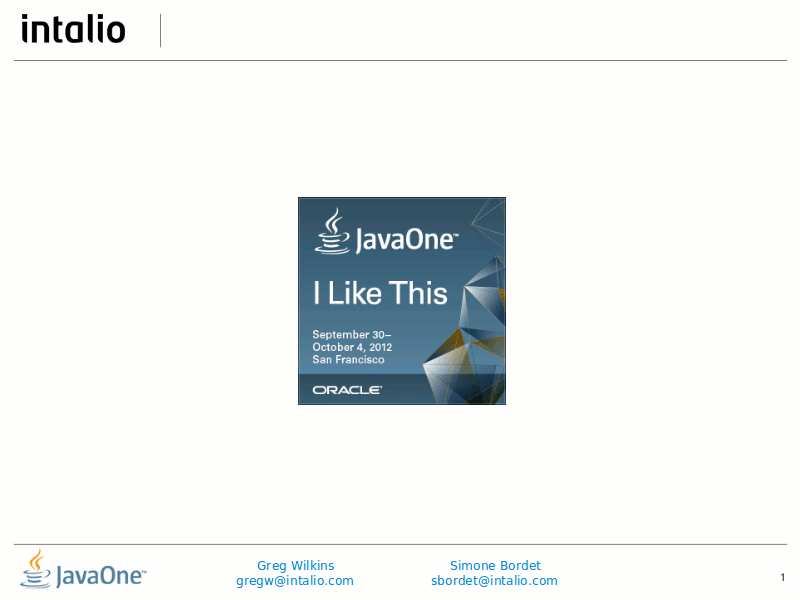 intalio
JavaOne™
I Like This
September 30–
October 4, 2012
San Francisco
ORACLE®
JavaOne™
Greg Wilkins
gregw@intalio.com
Simone Bordet
sbordet@intalio.com
1